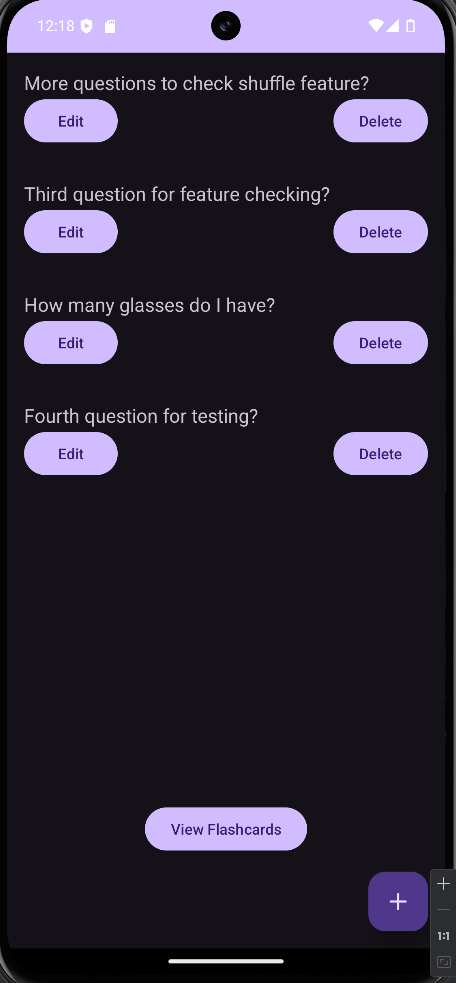 12:18
More questions to check shuffle feature?
Edit Delete
Third question for feature checking?
Edit Delete
How many glasses do I have?
Edit Delete
Fourth question for testing?
Edit Delete
View Flashcards
+
+
1:1